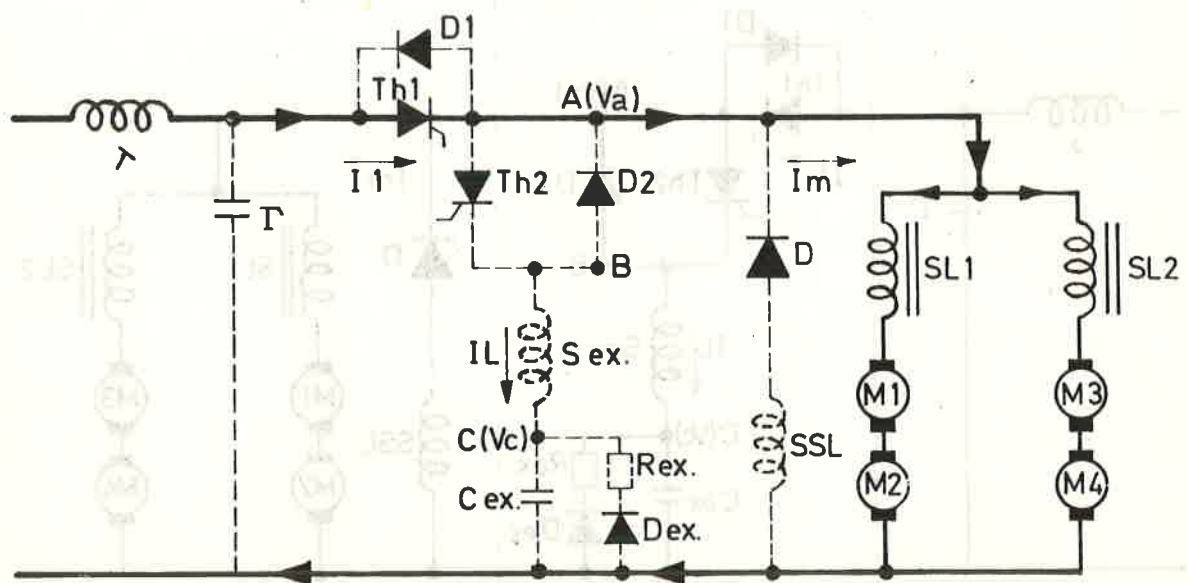 D1
Th1
A(Va)
λ
I1
Γ
Th2
D2
Im
B
D
SL1
SL2
IL
S ex.
C(Vc)
Rex.
SSL
M1
M3
C ex.
Dex.
M2
M4